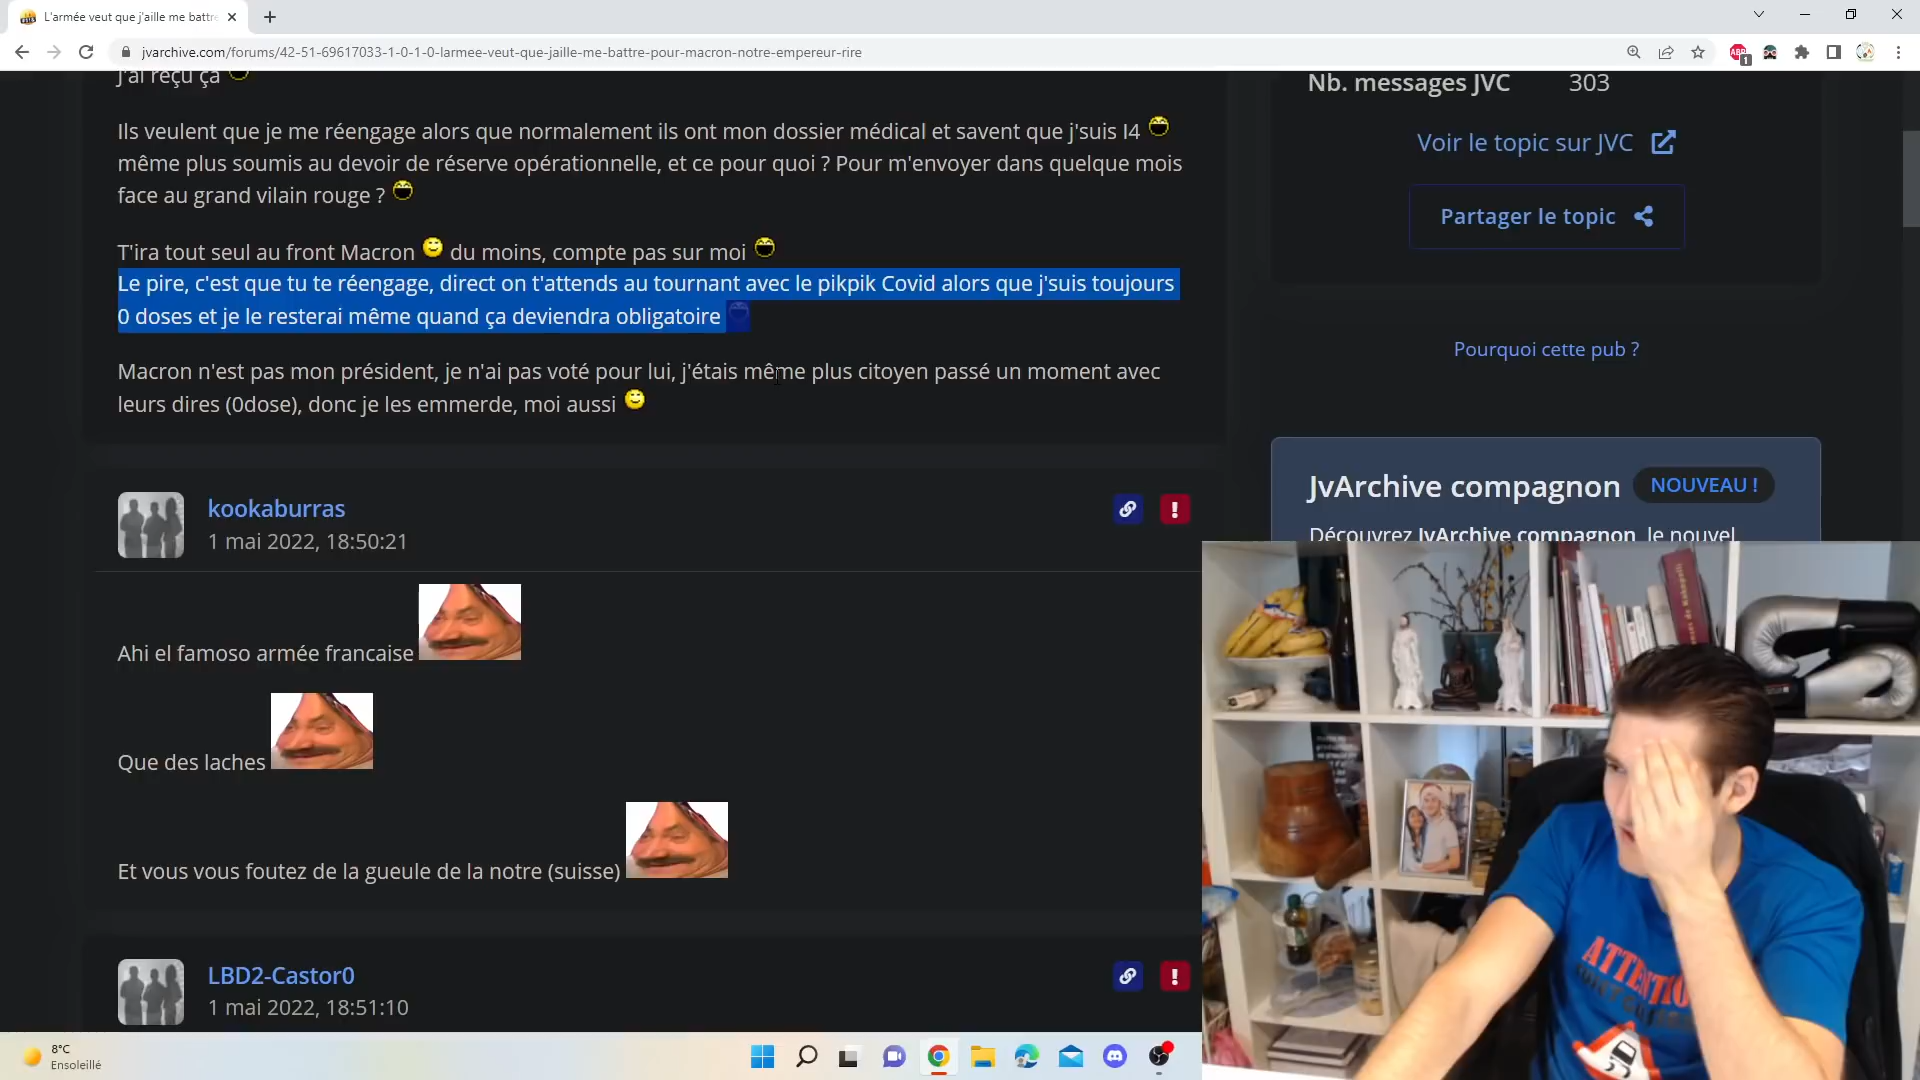 L'armée veut que j'aille me battre
jvarchive.com/forums/42-51-69617033-1-0-1-0-larmee-veut-que-jaille-me-battre-pour-macron-notre-empereur-rire
ABP
1
J'ai reçu ça
Ils veulent que je me réengage alors que normalement ils ont mon dossier médical et savent que j'suis I4
même plus soumis au devoir de réserve opérationnelle, et ce pour quoi ? Pour m'envoyer dans quelque mois
face au grand vilain rouge ?
T'ira tout seul au front Macron du moins, compte pas sur moi
Le pire, c'est que tu te réengage, direct on t'attends au tournant avec le pikpik Covid alors que j'suis toujours
0 doses et je le resterai même quand ça deviendra obligatoire
Macron n'est pas mon président, je n'ai pas voté pour lui, j'étais même plus citoyen passé un moment avec
leurs dires (0dose), donc je les emmerde, moi aussi
kookaburras
1 mai 2022, 18:50:21
Ahi el famoso armée francaise
Que des laches
Et vous vous foutez de la gueule de la notre (suisse)
LBD2-Castor0
1 mai 2022, 18:51:10
Nb. messages JVC 303
Voir le topic sur JVC
Partager le topic
Pourquoi cette pub ?
JvArchive compagnon NOUVEAU !
Découvrez JvArchive compagnon, le nouvel
ATTENTION
8°C
Ensoleillé